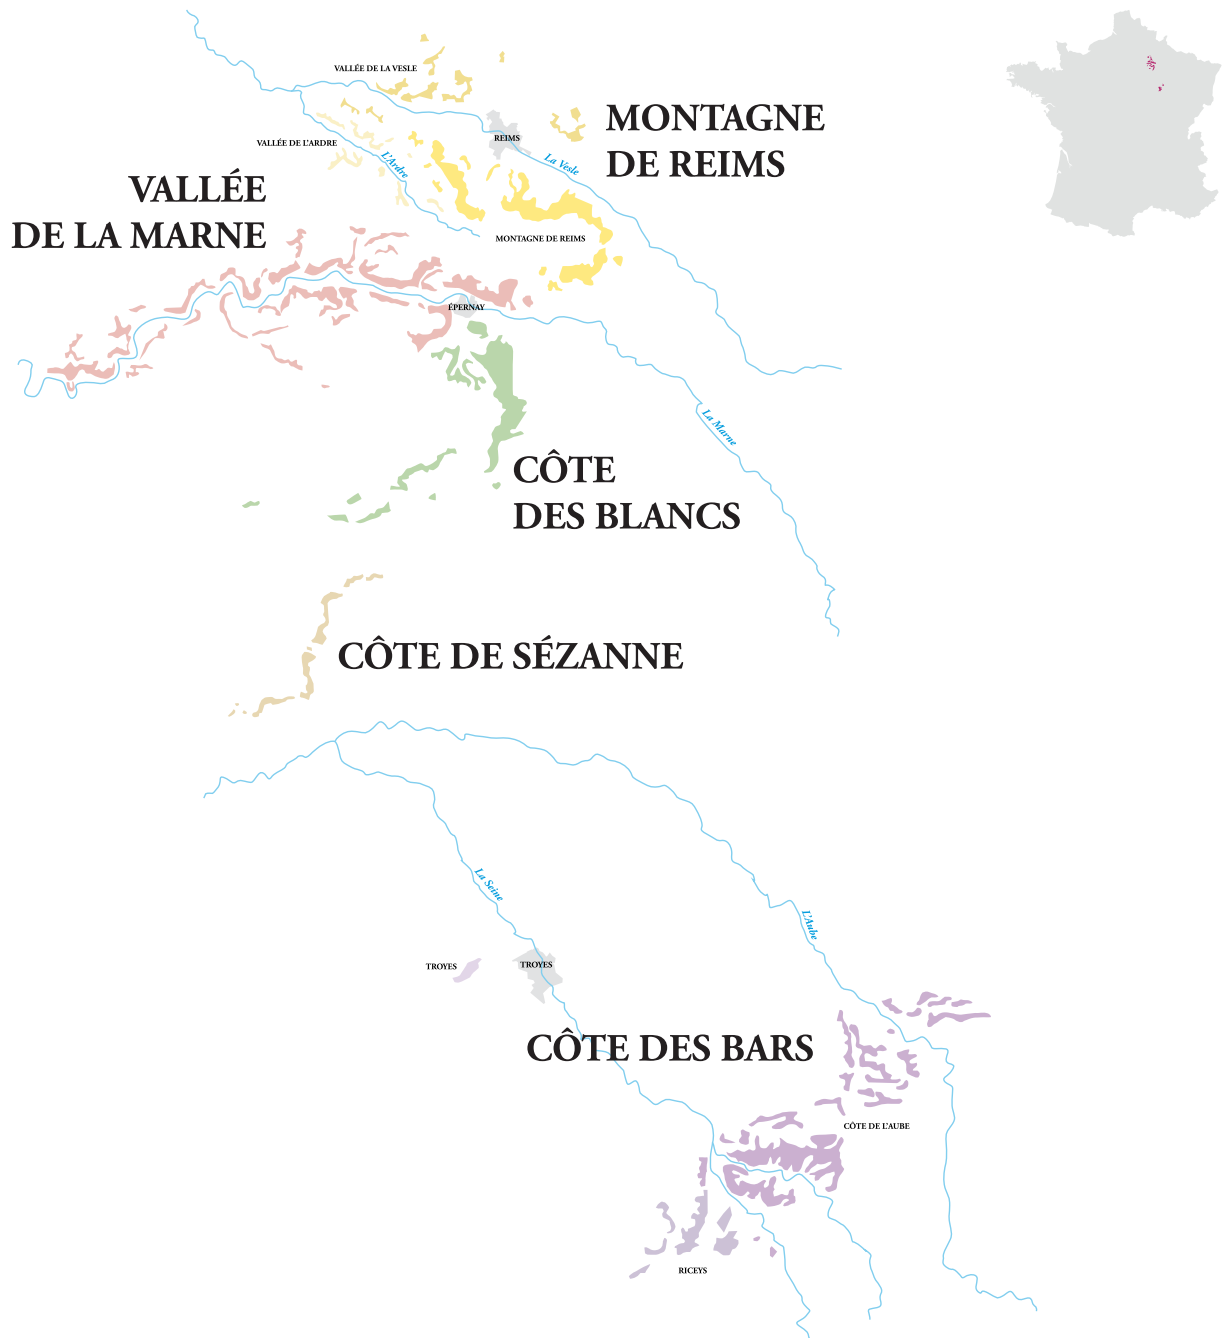 VALLÉE DE LA VESLE
MONTAGNE
DE REIMS
REIMS
VALLÉE DE L'ARDRE
L'Ardre
La Vesle
VALLÉE
DE LA MARNE
MONTAGNE DE REIMS
ÉPERNAY
La Marne
CÔTE
DES BLANCS
CÔTE DE SÉZANNE
La Seine
L'Aube
TROYES
TROYES
CÔTE DES BARS
CÔTE DE L'AUBE
RICEYS